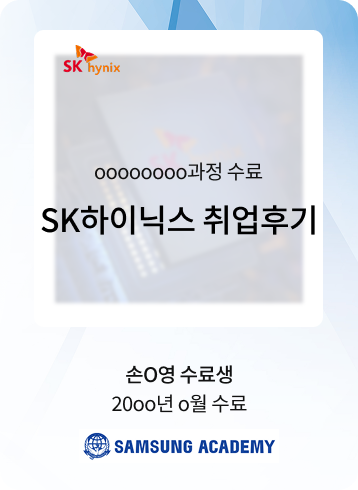 SK hynix
oooooooo과정 수료
SK하이닉스 취업후기
손O영 수료생
20oo년 o월 수료
SAMSUNG ACADEMY